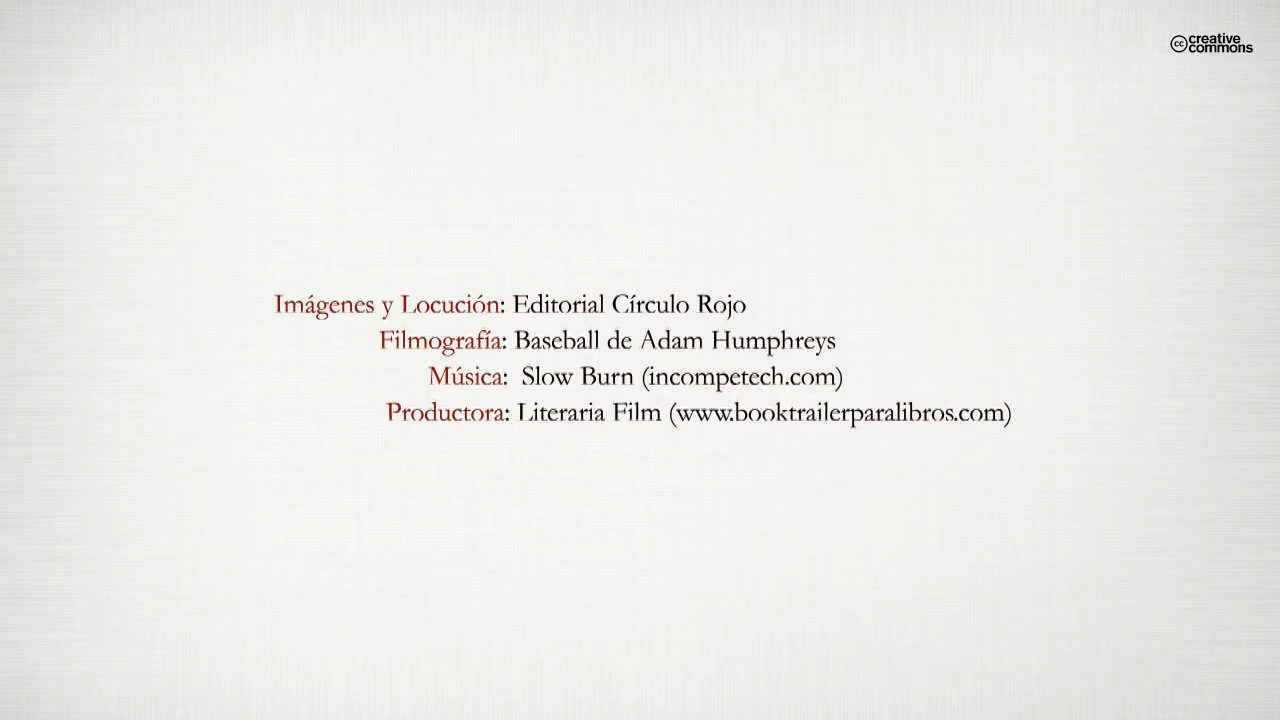 creative
commons
Imágenes y Locución: Editorial Círculo Rojo
Filmografía: Baseball de Adam Humphreys
Música: Slow Burn (incompetech.com)
Productora: Literaria Film (www.booktrailerparalibros.com)